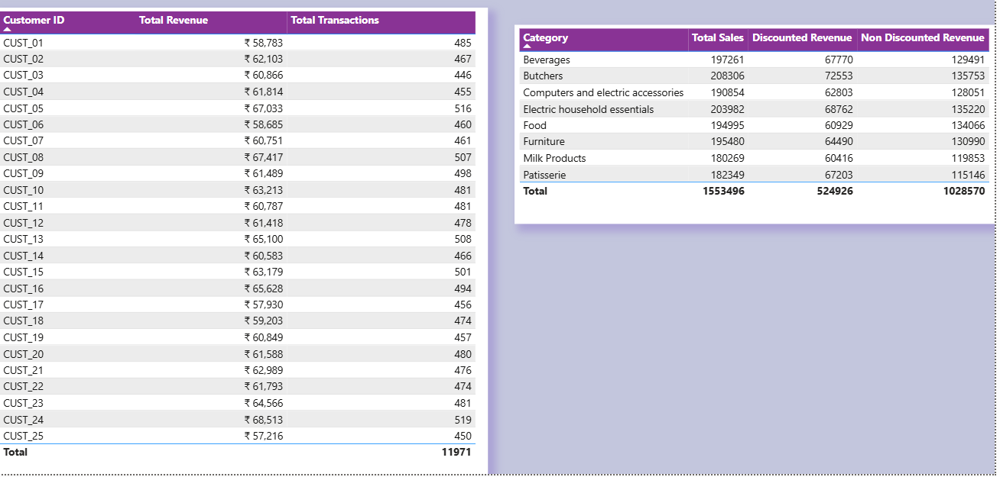 Customer ID Total Revenue Total Transactions
CUST_01 ₹ 58,783 485
CUST_02 ₹ 62,103 467
CUST_03 ₹ 60,866 446
CUST_04 ₹ 61,814 455
CUST_05 ₹ 67,033 516
CUST_06 ₹ 58,685 460
CUST_07 ₹ 60,751 461
CUST_08 ₹ 67,417 507
CUST_09 ₹ 61,489 498
CUST_10 ₹ 63,213 481
CUST_11 ₹ 60,787 481
CUST_12 ₹ 61,418 478
CUST_13 ₹ 65,100 508
CUST_14 ₹ 60,583 466
CUST_15 ₹ 63,179 501
CUST_16 ₹ 65,628 494
CUST_17 ₹ 57,930 456
CUST_18 ₹ 59,203 474
CUST_19 ₹ 60,849 457
CUST_20 ₹ 61,588 480
CUST_21 ₹ 62,989 476
CUST_22 ₹ 61,793 474
CUST_23 ₹ 64,566 481
CUST_24 ₹ 68,513 519
CUST_25 ₹ 57,216 450
Total 11971
Category Total Sales Discounted Revenue Non Discounted Revenue
Beverages 197261 67770 129491
Butchers 208306 72553 135753
Computers and electric accessories 190854 62803 128051
Electric household essentials 203982 68762 135220
Food 194995 60929 134066
Furniture 195480 64490 130990
Milk Products 180269 60416 119853
Patisserie 182349 67203 115146
Total 1553496 524926 1028570